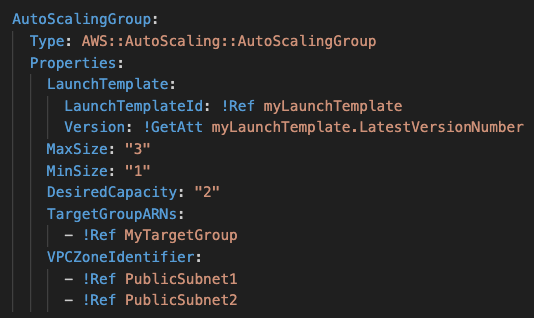 AutoScalingGroup:
  Type: AWS::AutoScaling::AutoScalingGroup
  Properties:
    LaunchTemplate:
      LaunchTemplateId: !Ref myLaunchTemplate
      Version: !GetAtt myLaunchTemplate.LatestVersionNumber
    MaxSize: "3"
    MinSize: "1"
    DesiredCapacity: "2"
    TargetGroupARNs:
      - !Ref MyTargetGroup
    VPCZoneIdentifier:
      - !Ref PublicSubnet1
      - !Ref PublicSubnet2